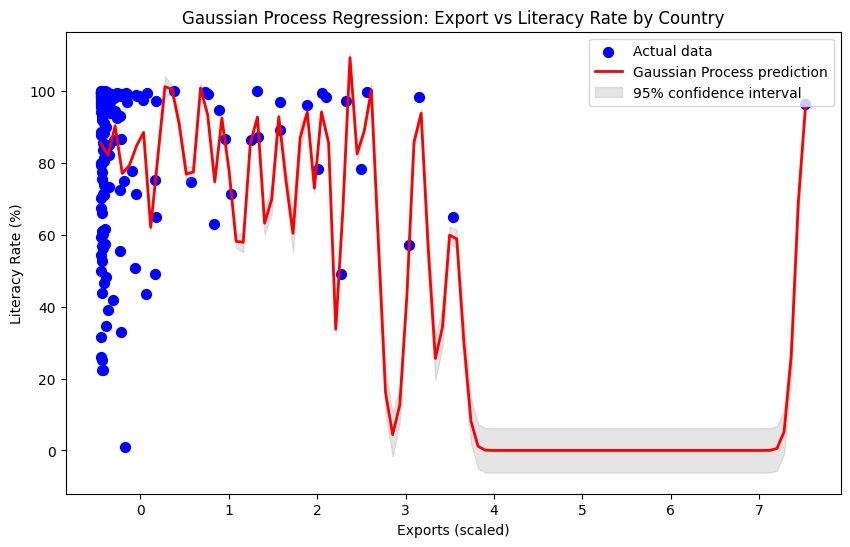 Gaussian Process Regression: Export vs Literacy Rate by Country
Actual data
Gaussian Process prediction
95% confidence interval
Literacy Rate (%)
100
80
60
40
20
0
0 1 2 3 4 5 6 7
Exports (scaled)